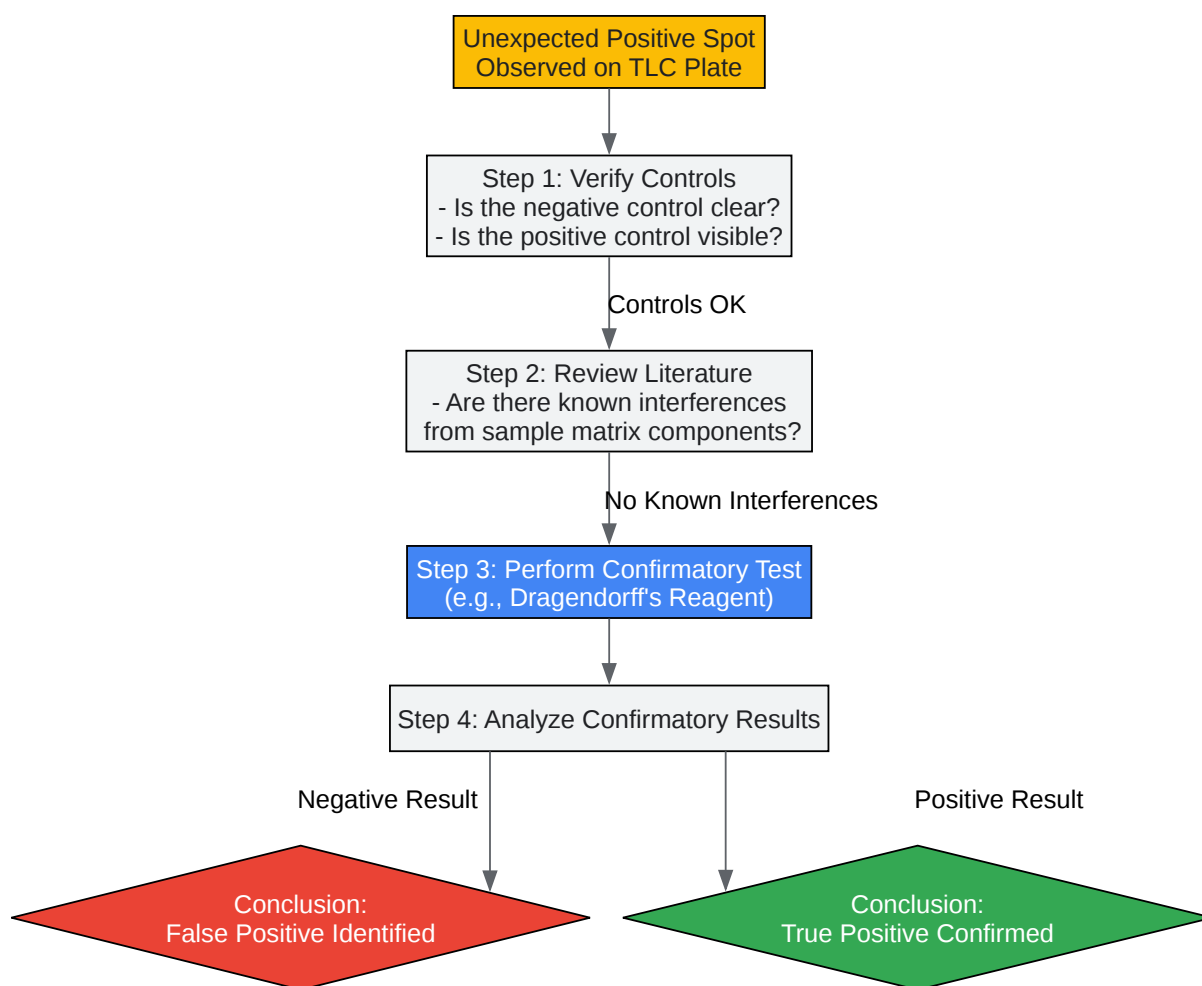 Unexpected Positive Spot
Observed on TLC Plate
Step 1: Verify Controls
- Is the negative control clear?
- Is the positive control visible?
Controls OK
Step 2: Review Literature
- Are there known interferences
from sample matrix components?
No Known Interferences
Step 3: Perform Confirmatory Test
(e.g., Dragendorff's Reagent)
Step 4: Analyze Confirmatory Results
Negative Result
Positive Result
Conclusion:
False Positive Identified
Conclusion:
True Positive Confirmed